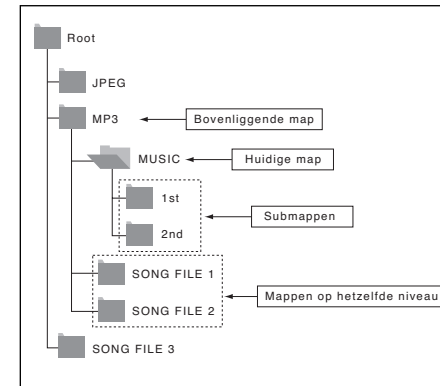 Root
JPEG
MP3
Bovenliggende map
MUSIC
Huidige map
1st
Submappen
2nd
SONG FILE 1
Mappen op hetzelfde niveau
SONG FILE 2
SONG FILE 3